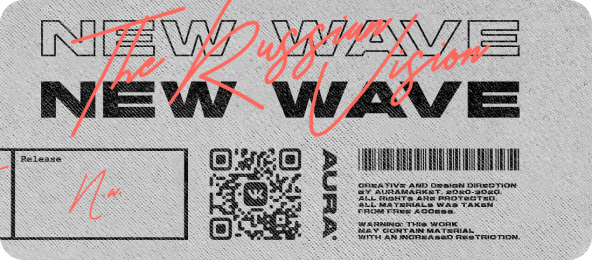 NEW WAVE
The Russian Vision
NEW WAVE
Release
N.w.
AURA.
CREATIVE AND DESIGN DIRECTION
BY AURAMARKET. 2020-2020.
ALL RIGHTS ARE PROTECTED.
ALL MATERIALS WAS TAKEN
FROM FREE ACCESS.
WARNING: THIS WORK
MAY CONTAIN MATERIAL
WITH AN INCREASED RESTRICTION.